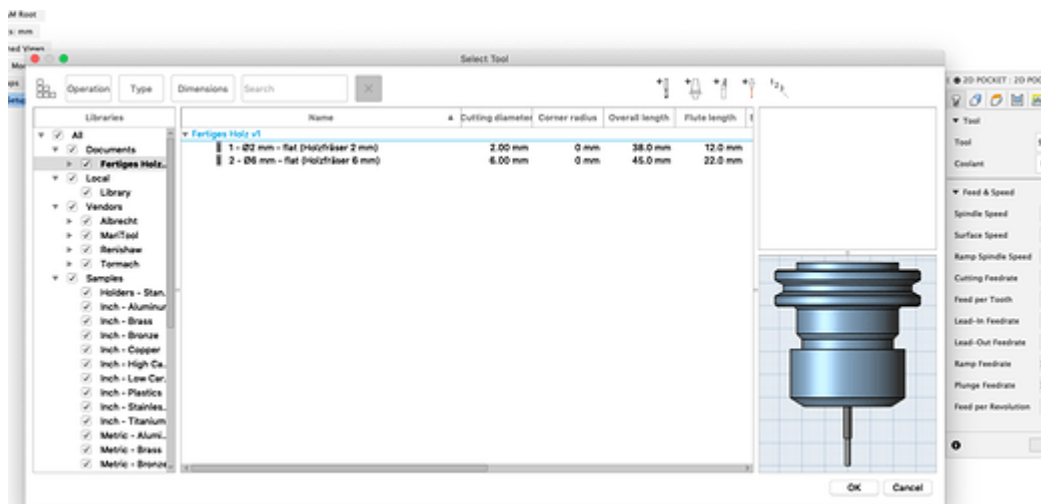 M Root
s: mm
ned Views
Select Tool
Operation Type Dimensions Search
Libraries
Name Cutting diameter Corner radius Overall length Flute length
All
Documents
Fertiges Holz..
Local
Library
Vendors
Albrecht
MariTool
Renishaw
Tormach
Samples
Holders - Stan..
Inch - Aluminur
Inch - Brass
Inch - Bronze
Inch - Copper
Inch - High Ca..
Inch - Low Car..
Inch - Plastics
Inch - Stainles..
Inch - Titanium
Metric - Alumi..
Metric - Brass
Metric - Bronze
Fertiges Holz v1
1 - Ø2 mm - flat (Holzfräser 2 mm) 2.00 mm 0 mm 38.0 mm 12.0 mm
2 - Ø6 mm - flat (Holzfräser 6 mm) 6.00 mm 0 mm 45.0 mm 22.0 mm
OK Cancel
2D POCKET : 2D POC
Tool
Tool
Coolant
Feed & Speed
Spindle Speed
Surface Speed
Ramp Spindle Speed
Cutting Feedrate
Feed per Tooth
Lead-In Feedrate
Lead-Out Feedrate
Ramp Feedrate
Plunge Feedrate
Feed per Revolution